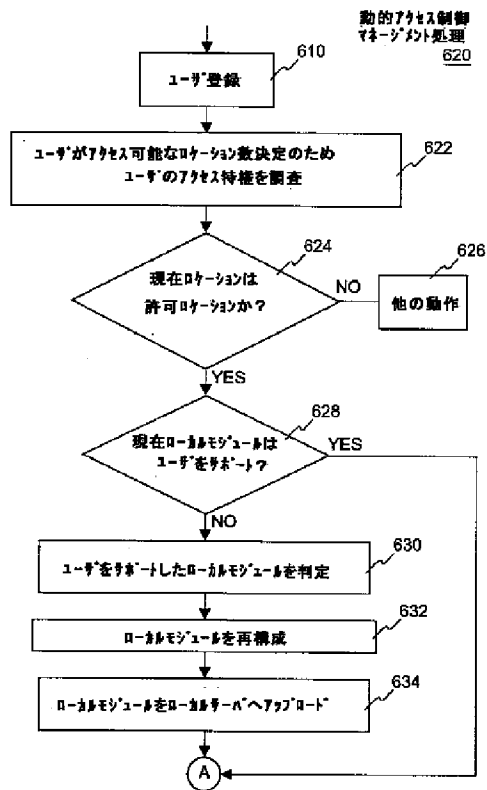 動的アクセス制御
マネージメント処理
620
610
ユーザ登録
622
ユーザがアクセス可能なロケーション数決定のため
ユーザのアクセス特権を調査
624
現在ロケーションは
許可ロケーションか?
NO
626
他の動作
YES
628
現在ローカルモジュールは
ユーザをサポート?
YES
NO
630
ユーザをサポートしたローカルモジュールを判定
632
ローカルモジュールを再構成
634
ローカルモジュールをローカルサーバへアップロード
A